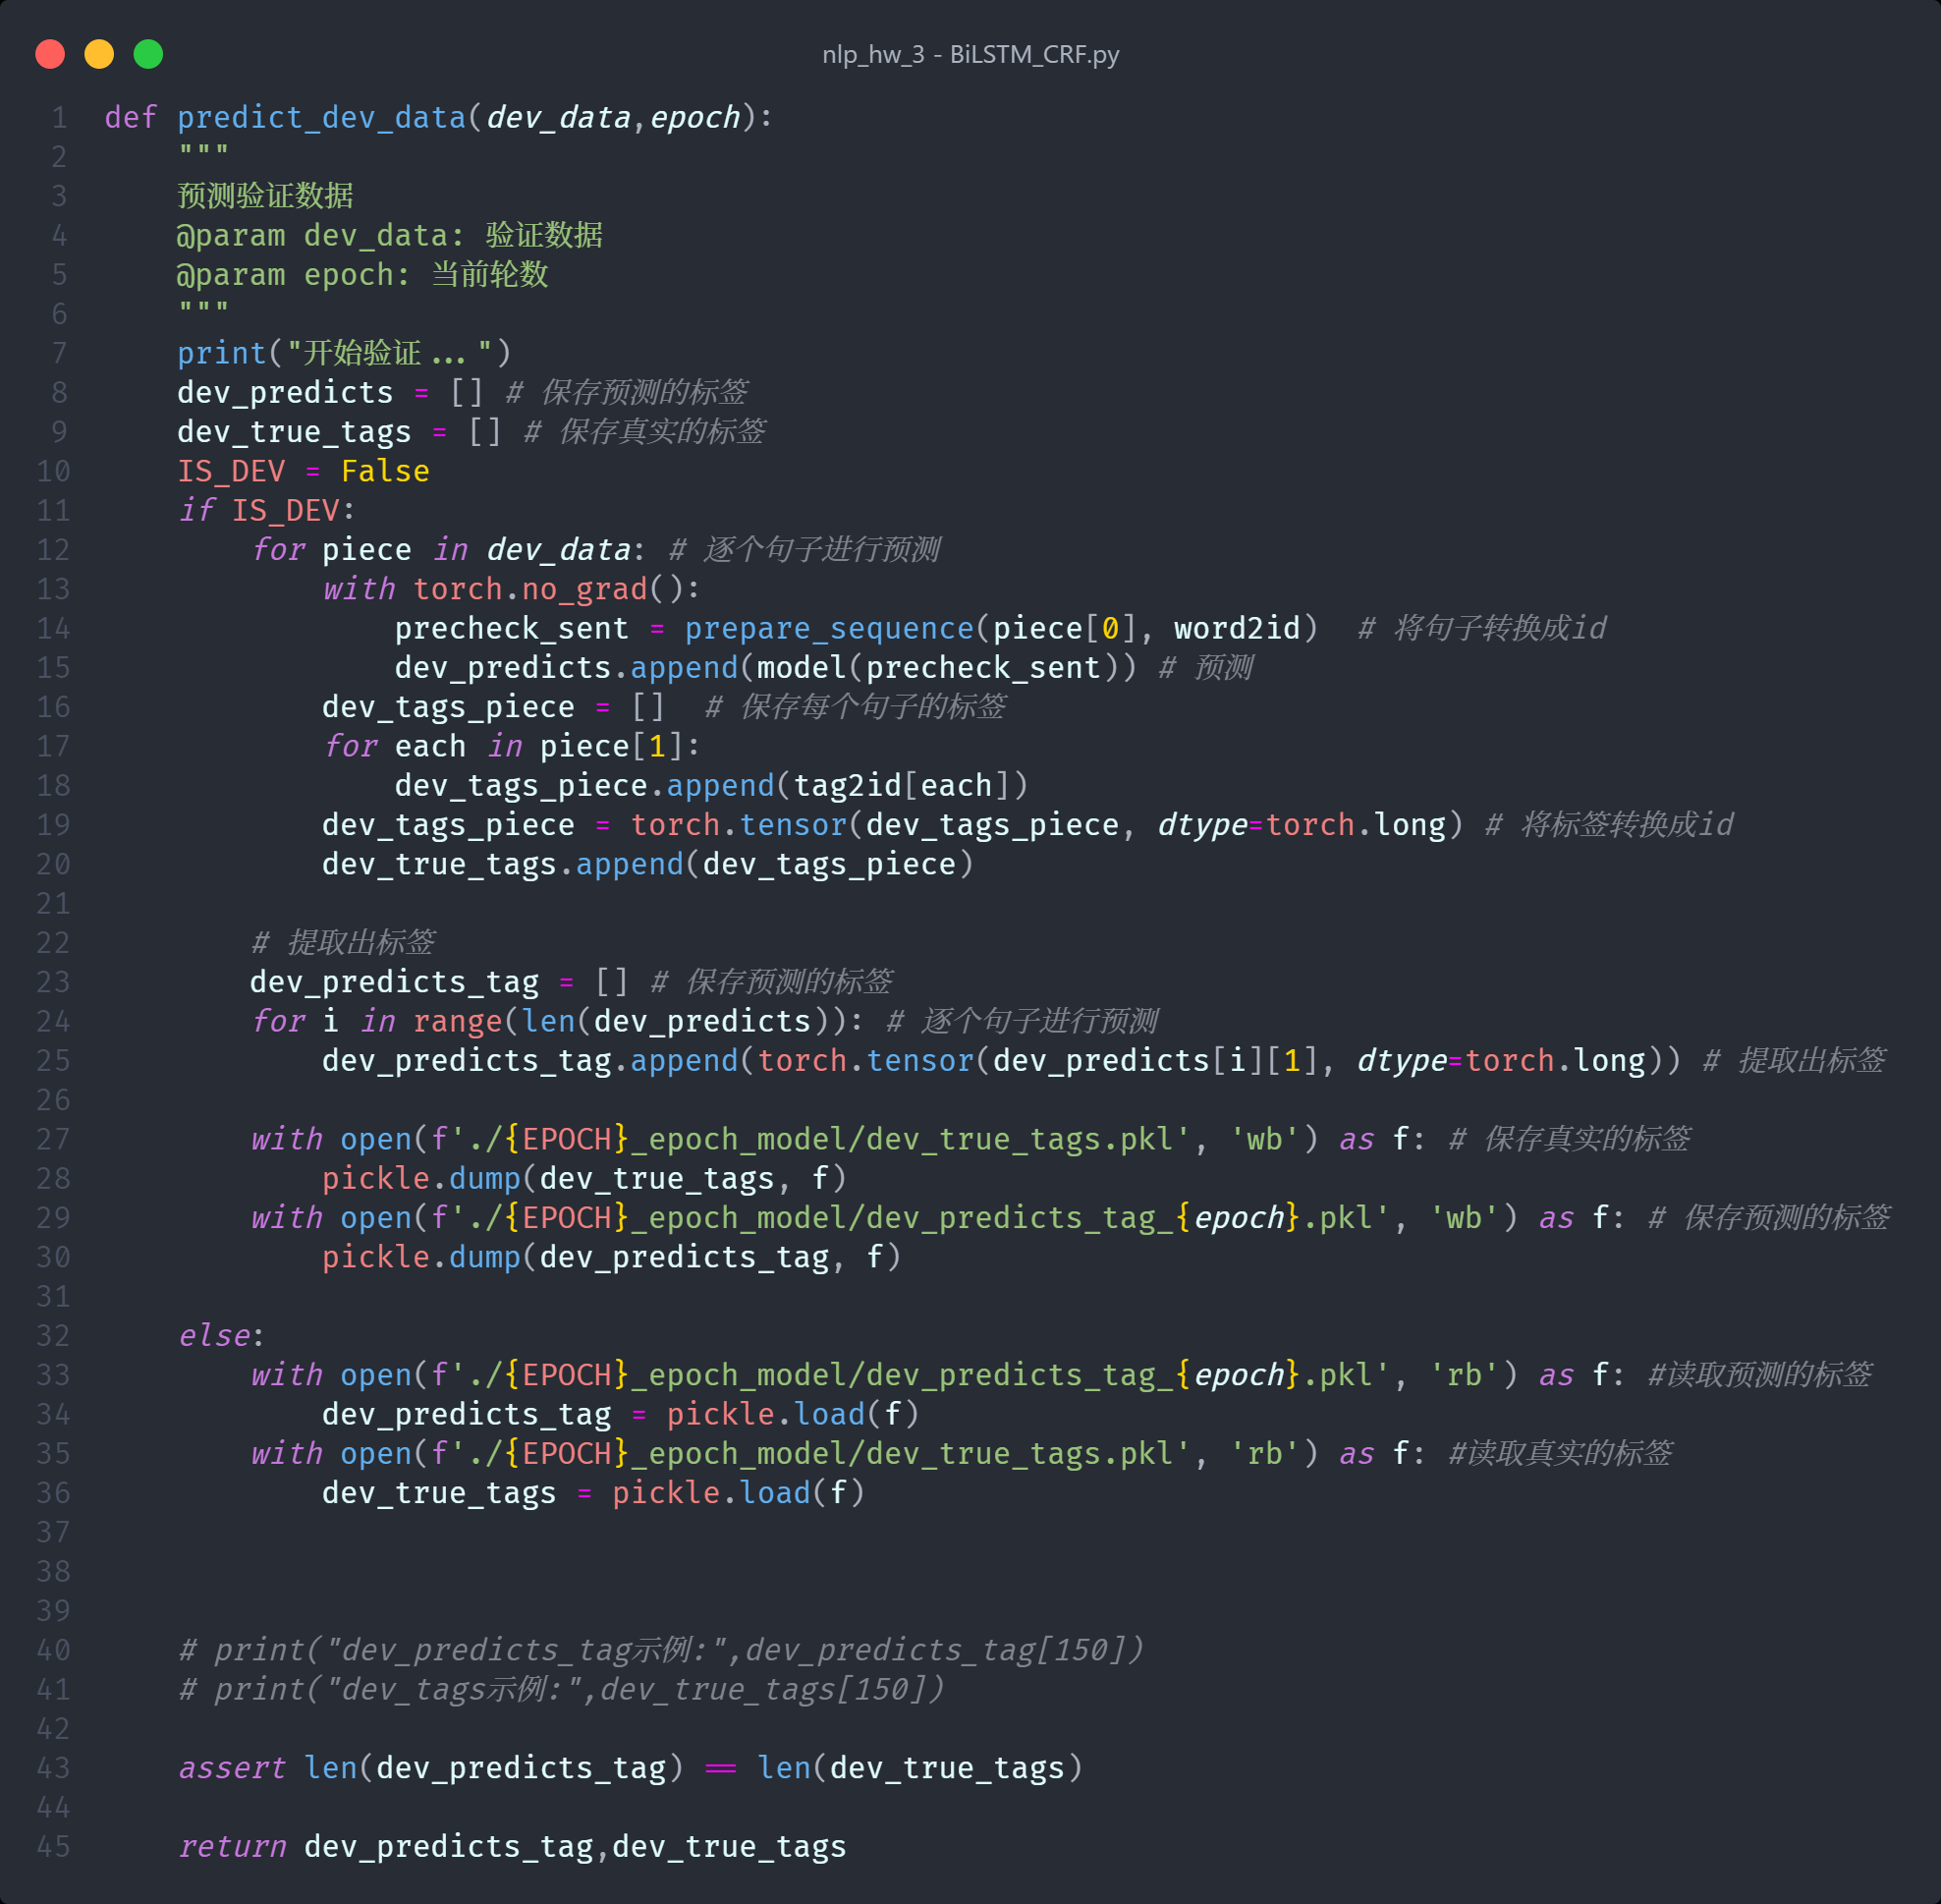 nlp_hw_3 - BiLSTM_CRF.py
1 def predict_dev_data(dev_data,epoch):
2     """
3     预测验证数据
4     @param dev_data: 验证数据
5     @param epoch: 当前轮数
6     """
7     print("开始验证...")
8     dev_predicts = [] # 保存预测的标签
9     dev_true_tags = [] # 保存真实的标签
10     IS_DEV = False
11     if IS_DEV:
12         for piece in dev_data: # 逐个句子进行预测
13             with torch.no_grad():
14                 precheck_sent = prepare_sequence(piece[0], word2id)  # 将句子转换成id
15                 dev_predicts.append(model(precheck_sent)) # 预测
16             dev_tags_piece = []  # 保存每个句子的标签
17             for each in piece[1]:
18                 dev_tags_piece.append(tag2id[each])
19             dev_tags_piece = torch.tensor(dev_tags_piece, dtype=torch.long) # 将标签转换成id
20             dev_true_tags.append(dev_tags_piece)
21
22         # 提取出标签
23         dev_predicts_tag = [] # 保存预测的标签
24         for i in range(len(dev_predicts)): # 逐个句子进行预测
25             dev_predicts_tag.append(torch.tensor(dev_predicts[i][1], dtype=torch.long)) # 提取出标签
26
27         with open(f'./{EPOCH}_epoch_model/dev_true_tags.pkl', 'wb') as f: # 保存真实的标签
28             pickle.dump(dev_true_tags, f)
29         with open(f'./{EPOCH}_epoch_model/dev_predicts_tag_{epoch}.pkl', 'wb') as f: # 保存预测的标签
30             pickle.dump(dev_predicts_tag, f)
31
32     else:
33         with open(f'./{EPOCH}_epoch_model/dev_predicts_tag_{epoch}.pkl', 'rb') as f: #读取预测的标签
34             dev_predicts_tag = pickle.load(f)
35         with open(f'./{EPOCH}_epoch_model/dev_true_tags.pkl', 'rb') as f: #读取真实的标签
36             dev_true_tags = pickle.load(f)
37
38
39
40     # print("dev_predicts_tag示例:",dev_predicts_tag[150])
41     # print("dev_tags示例:",dev_true_tags[150])
42
43     assert len(dev_predicts_tag) == len(dev_true_tags)
44
45     return dev_predicts_tag,dev_true_tags